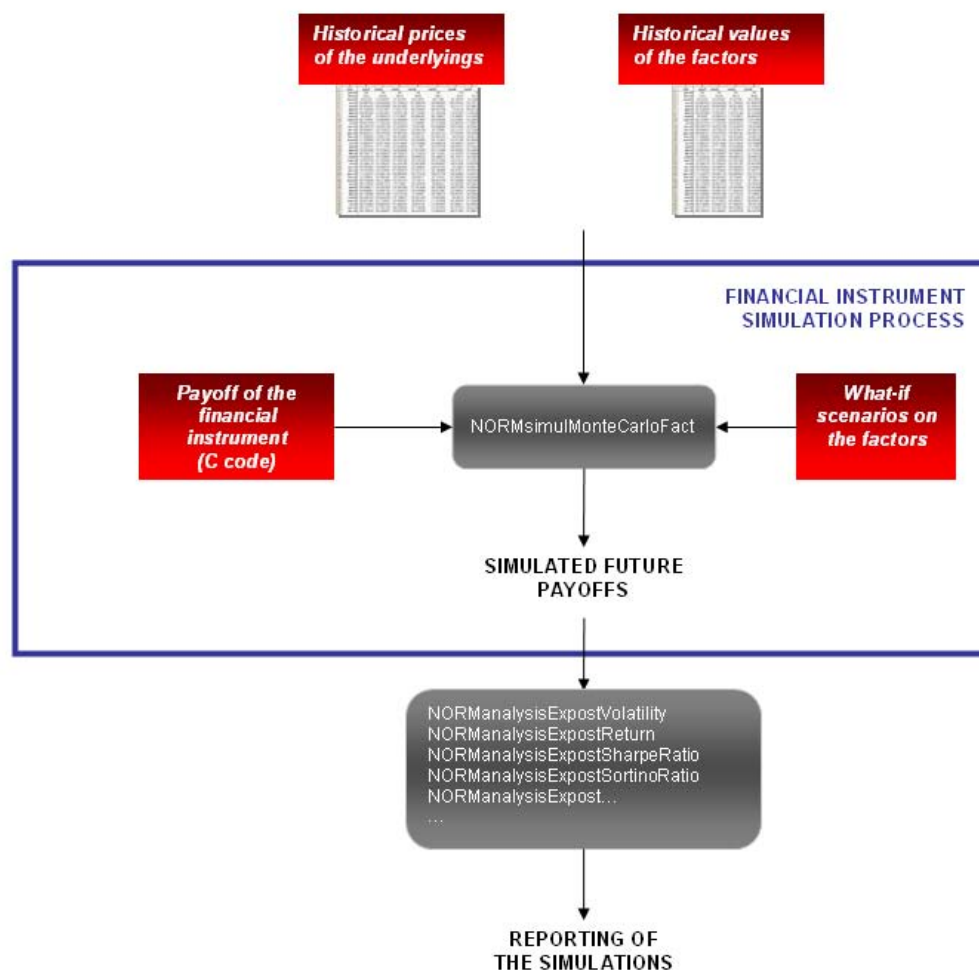 Historical prices
of the underlyings
Historical values
of the factors
FINANCIAL INSTRUMENT
SIMULATION PROCESS
Payoff of the
financial
instrument
(C code)
NORMsimulMonteCarloFact
What-if
scenarios on
the factors
SIMULATED FUTURE
PAYOFFS
NORManalysisExpostVolatility
NORManalysisExpostReturn
NORManalysisExpostSharpeRatio
NORManalysisExpostSortinoRatio
NORManalysisExpost...
...
REPORTING OF
THE SIMULATIONS